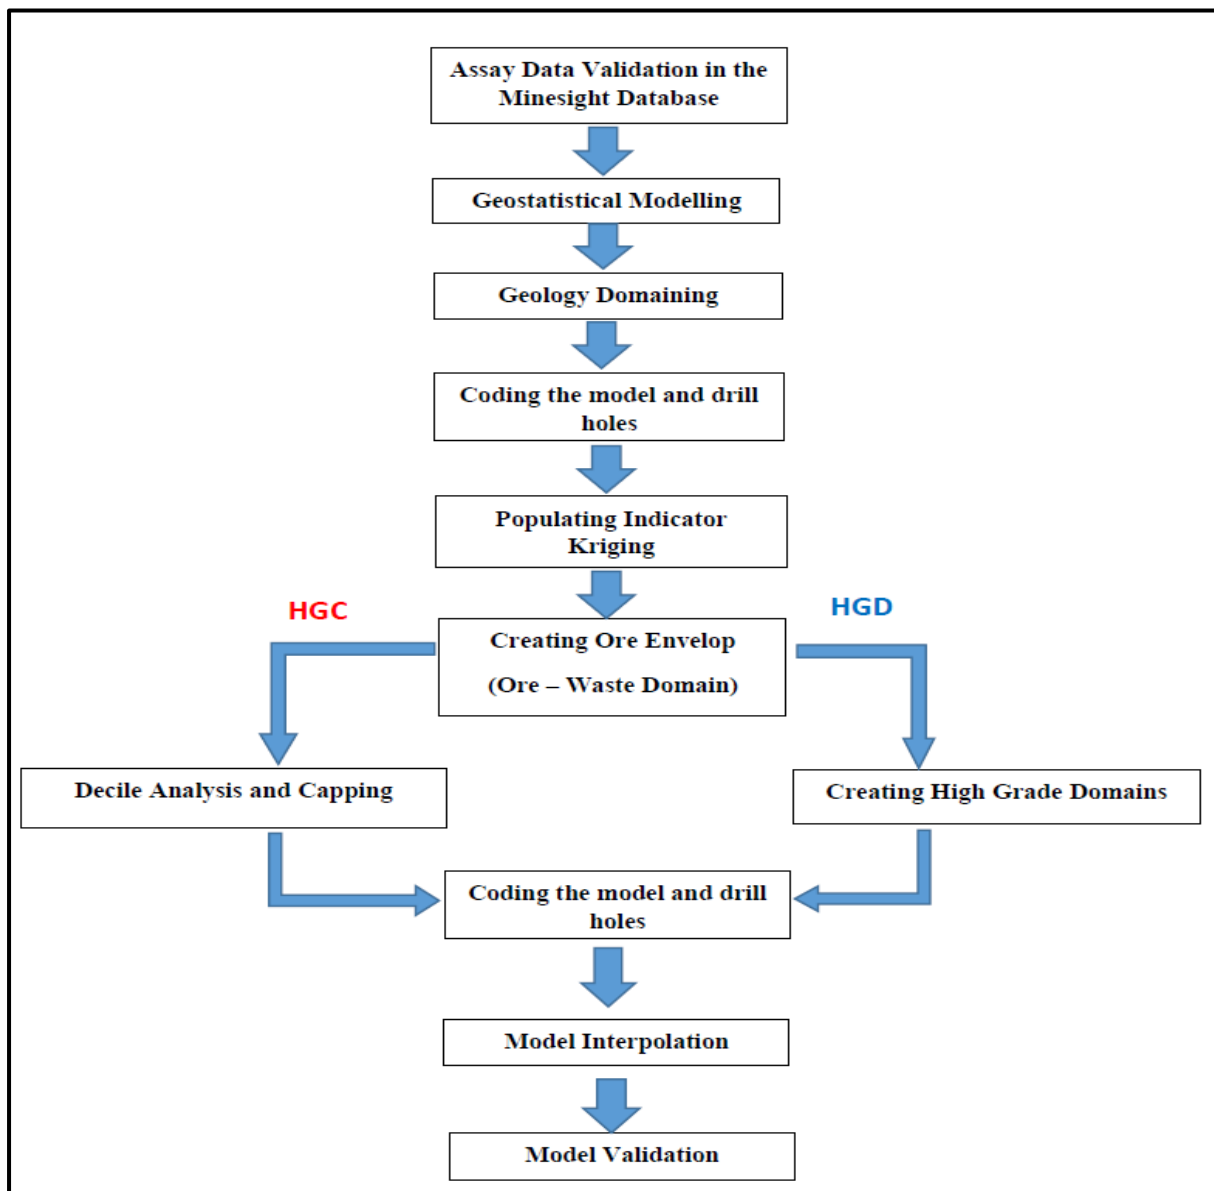 Assay Data Validation in the
Minesight Database
Geostatistical Modelling
Geology Domaining
Coding the model and drill
holes
Populating Indicator
Kriging
HGC
HGD
Creating Ore Envelop
(Ore – Waste Domain)
Decile Analysis and Capping
Creating High Grade Domains
Coding the model and drill
holes
Model Interpolation
Model Validation